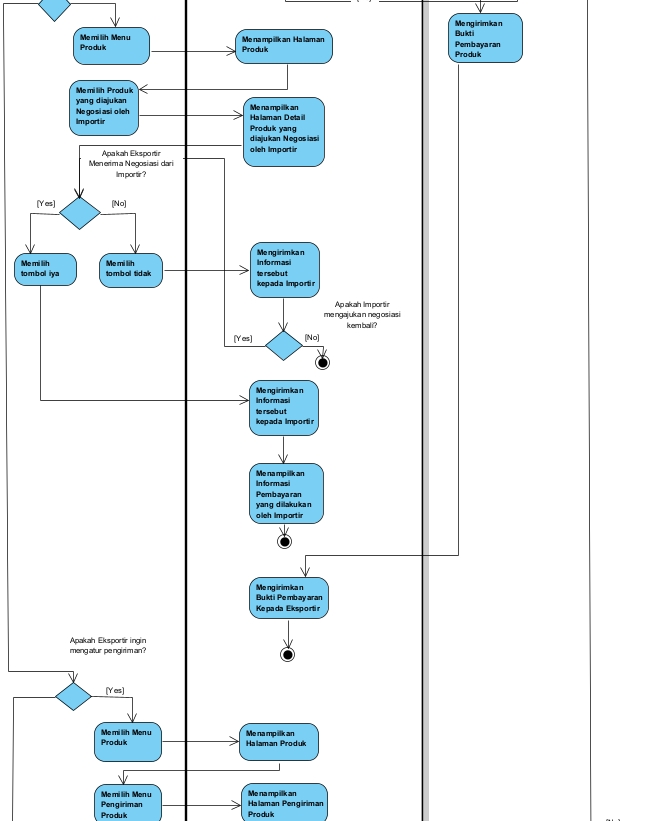 Mengirimkan
Bukti
Pembayaran
Produk
Memilih Menu
Produk
Menampilkan Halaman
Produk
Memilih Produk
yang diajukan
Negosiasi oleh
Importir
Menampilkan
Halaman Detail
Produk yang
diajukan Negosiasi
oleh Importir
Apakah Eksportir
Menerima Negosiasi dari
Importir?
[Yes]
[No]
Memilih
tombol iya
Memilih
tombol tidak
Mengirimkan
Informasi
tersebut
kepada Importir
Apakah Importir
mengajukan negosiasi
kembali?
[Yes]
[No]
Mengirimkan
Informasi
tersebut
kepada Importir
Menampilkan
Informasi
Pembayaran
yang dilakukan
oleh Importir
Mengirimkan
Bukti Pembayaran
Kepada Eksportir
Apakah Eksportir ingin
mengatur pengiriman?
[Yes]
Memilih Menu
Produk
Menampilkan
Halaman Produk
Memilih Menu
Pengiriman
Produk
Menampilkan
Halaman Pengiriman
Produk